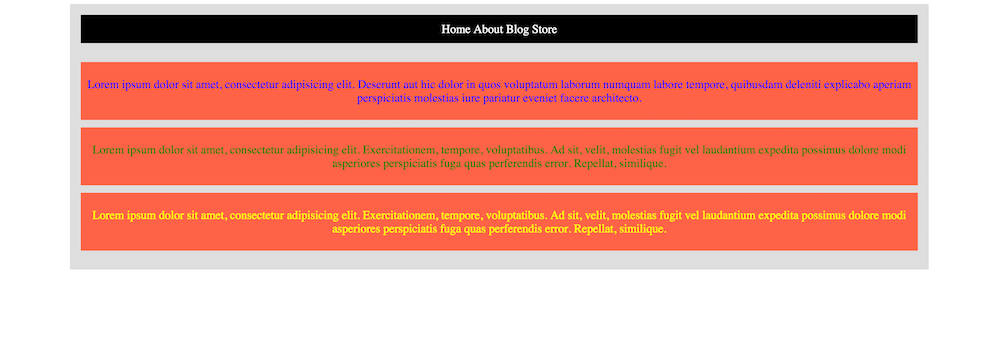 Home About Blog Store
Lorem ipsum dolor sit amet, consectetur adipisicing elit. Deserunt aut hic dolor in quos voluptatum laborum numquam labore tempore, quibusdam deleniti explicabo aperiam
perspiciatis molestias iure pariatur eveniet facere architecto.
Lorem ipsum dolor sit amet, consectetur adipisicing elit. Exercitationem, tempore, voluptatibus. Ad sit, velit, molestias fugit vel laudantium expedita possimus dolore modi
asperiores perspiciatis fuga quas perferendis error. Repellat, similique.
Lorem ipsum dolor sit amet, consectetur adipisicing elit. Exercitationem, tempore, voluptatibus. Ad sit, velit, molestias fugit vel laudantium expedita possimus dolore modi
asperiores perspiciatis fuga quas perferendis error. Repellat, similique.